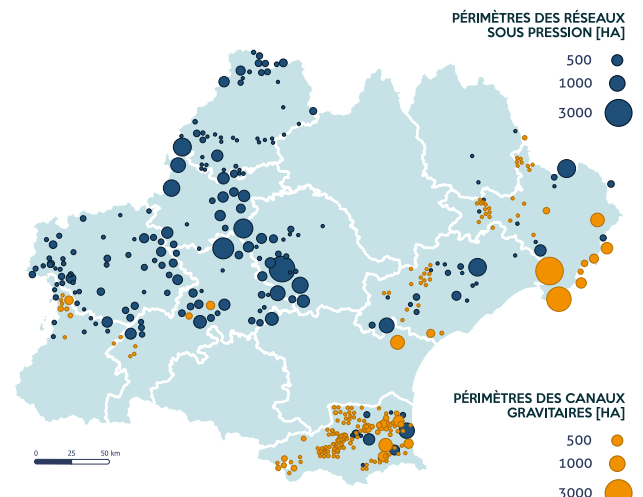 PÉRIMÈTRES DES RÉSEAUX
SOUS PRESSION [HA]
500
1000
3000
PÉRIMÈTRES DES CANAUX
GRAVITAIRES [HA]
500
1000
3000
0 25 50 km